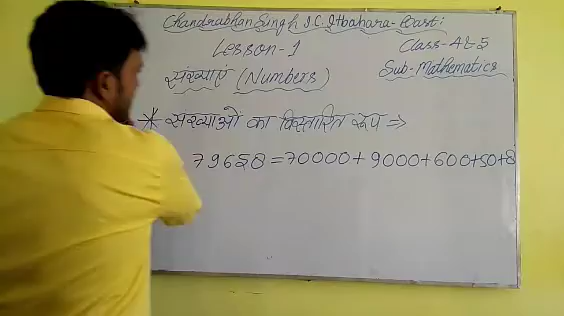 Chandrabhan Singh I.C. Itbahara-Basti:
Lesson-1
Class-4&5
संख्याएं (Numbers)
Sub-Mathematics
* संख्याओं का विस्तारित रूप ⇒
79658=70000+9000+600+50+8